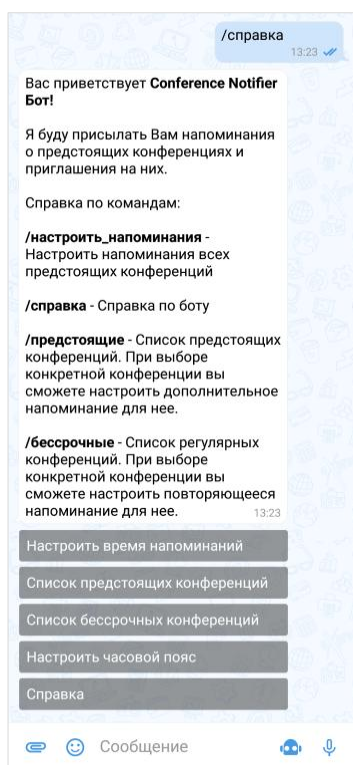 /справка
13:23
Вас приветствует Conference Notifier
Бот!
Я буду присылать Вам напоминания
о предстоящих конференциях и
приглашения на них.
Справка по командам:
/настроить_напоминания -
Настроить напоминания всех
предстоящих конференций
/справка - Справка по боту
/предстоящие - Список предстоящих
конференций. При выборе
конкретной конференции вы
сможете настроить дополнительное
напоминание для нее.
/бессрочные - Список регулярных
конференций. При выборе
конкретной конференции вы
сможете настроить повторяющееся
напоминание для нее.
13:23
Настроить время напоминаний
Список предстоящих конференций
Список бессрочных конференций
Настроить часовой пояс
Справка
Сообщение